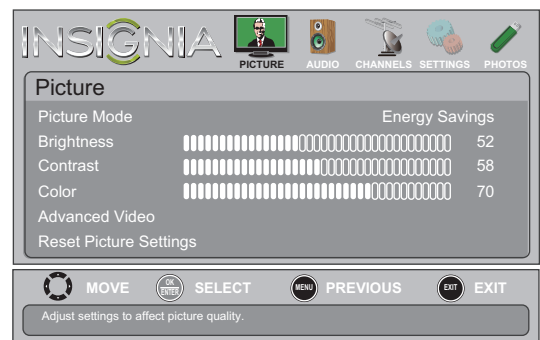 INSIGNIA
PICTURE AUDIO CHANNELS SETTINGS PHOTOS
Picture
Picture Mode Energy Savings
Brightness 52
Contrast 58
Color 70
Advanced Video
Reset Picture Settings
MOVE OK ENTER SELECT MENU PREVIOUS EXIT EXIT
Adjust settings to affect picture quality.